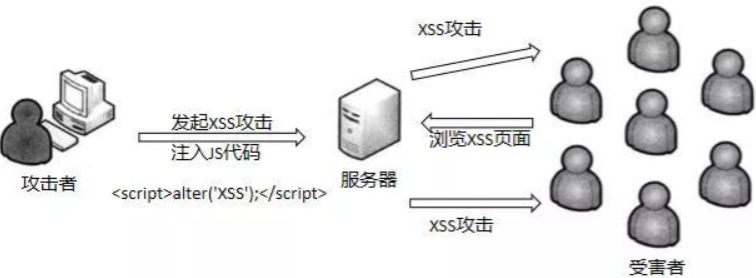 XSS攻击
发起XSS攻击
注入JS代码
浏览XSS页面
攻击者
服务器
<script>alter('XSS');</script>
XSS攻击
受害者